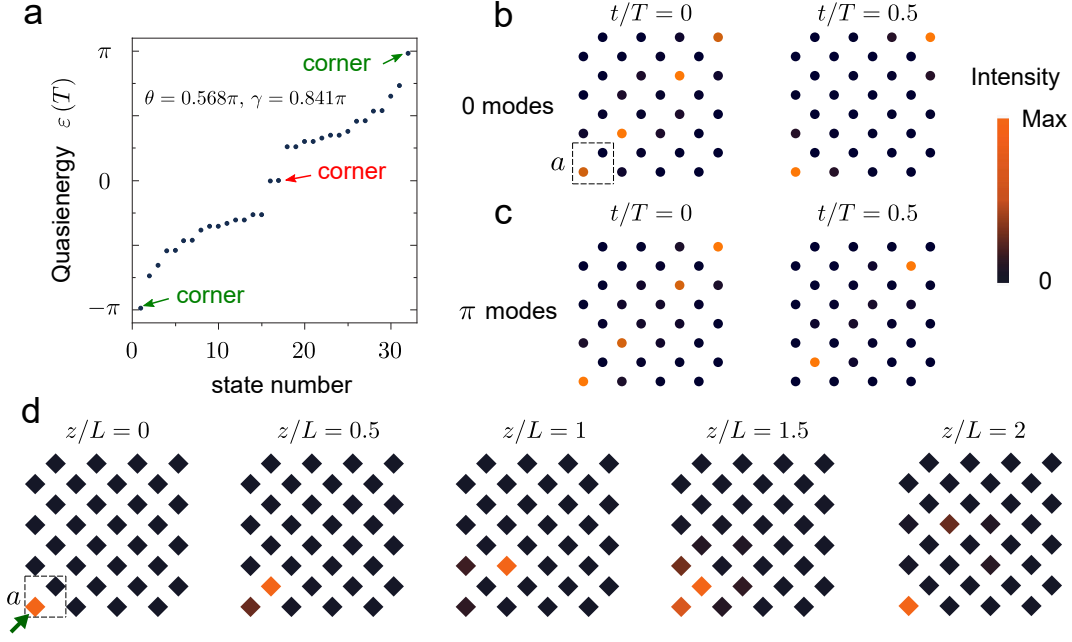 a
π
0
−π
Quasienergy ε(T)
θ = 0.568π, γ = 0.841π
corner
corner
corner
0 10 20 30
state number
b
t/T = 0 t/T = 0.5
0 modes
a
c
t/T = 0 t/T = 0.5
π modes
Intensity
Max
0
d
z/L = 0 z/L = 0.5 z/L = 1 z/L = 1.5 z/L = 2
a